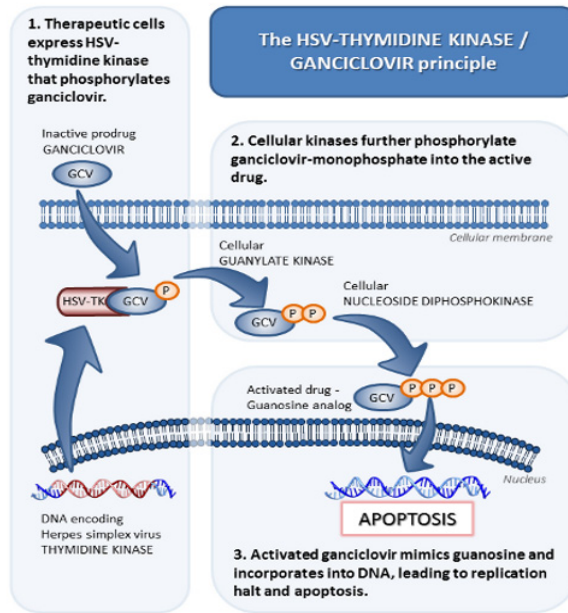 1. Therapeutic cells
express HSV-
thymidine kinase
that phosphorylates
ganciclovir.
The HSV-THYMIDINE KINASE /
GANCICLOVIR principle
Inactive prodrug
GANCICLOVIR
GCV
2. Cellular kinases further phosphorylate
ganciclovir-monophosphate into the active
drug.
Cellular membrane
Cellular
GUANYLATE KINASE
HSV-TK
GCV
P
Cellular
NUCLEOSIDE DIPHOSPHOKINASE
GCV
P P
Activated drug -
Guanosine analog
GCV
P P P
Nucleus
DNA encoding
Herpes simplex virus
THYMIDINE KINASE
APOPTOSIS
3. Activated ganciclovir mimics guanosine and
incorporates into DNA, leading to replication
halt and apoptosis.